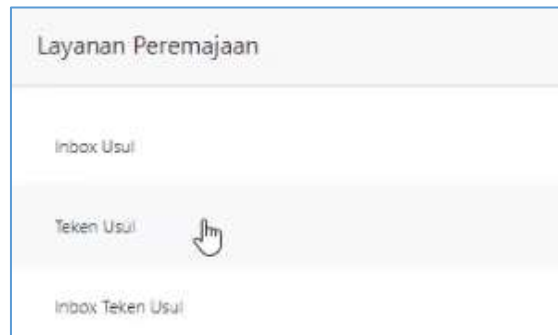 Layanan Peremajaan
Inbox Usul
Teken Usul
Inbox Teken Usul